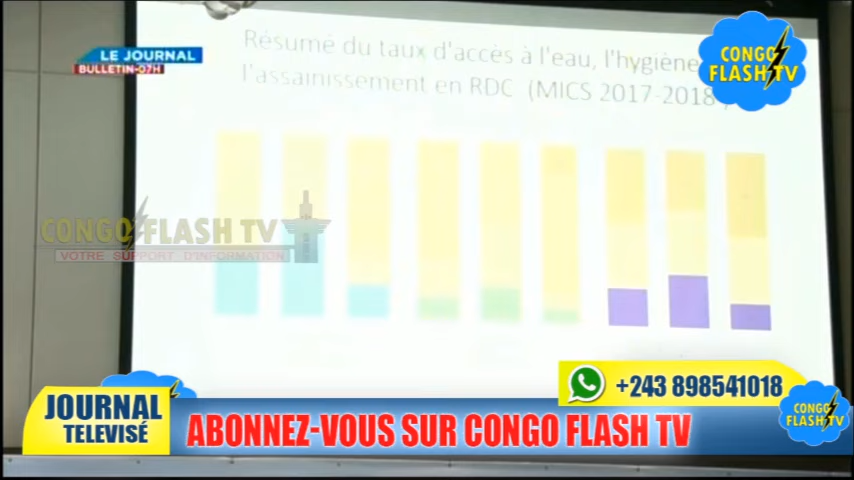 LE JOURNAL
BULLETIN-07H
Résumé du taux d'accès à l'eau, l'hygiène
l'assainissement en RDC (MICS 2017-2018
CONGO
FLASH TV
CONGO FLASH TV
VOTRE SUPPORT D'INFORMATION
+243 898541018
JOURNAL
TELEVISÉ
ABONNEZ-VOUS SUR CONGO FLASH TV
CONGO
FLASH TV